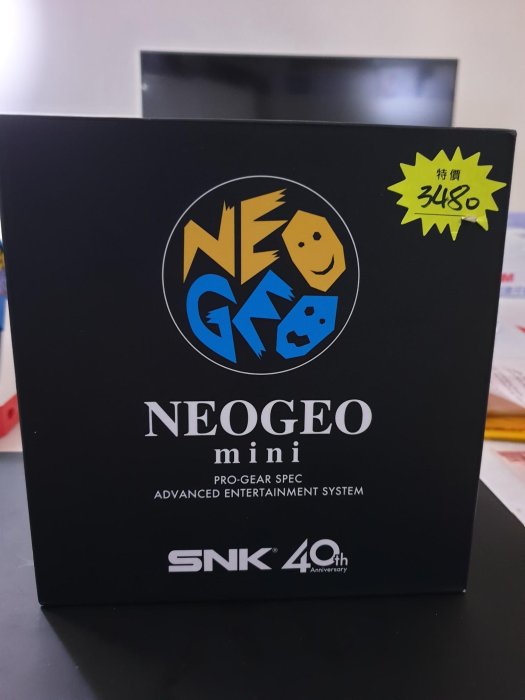 特價
3480
NEO
GEO
NEOGEO
mini
PRO-GEAR SPEC
ADVANCED ENTERTAINMENT SYSTEM
SNK® 40th
Anniversary